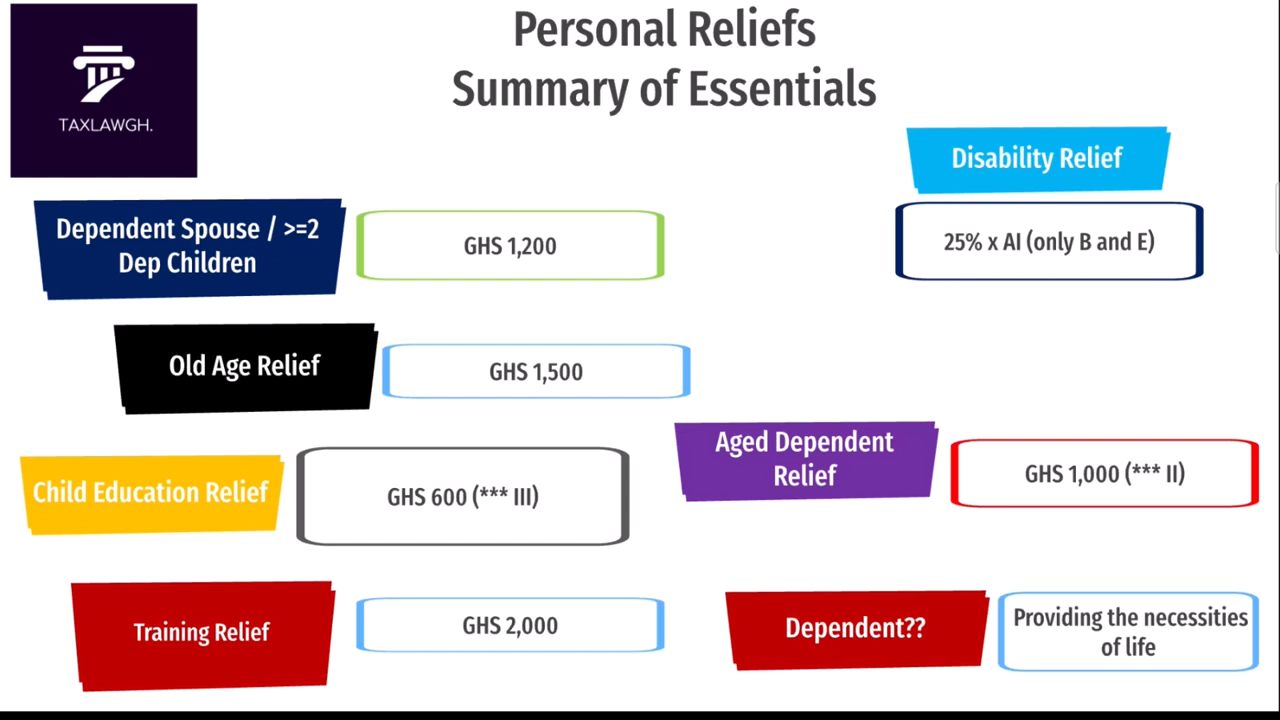 TAXLAWGH.
Personal Reliefs
Summary of Essentials
Disability Relief
25% x AI (only B and E)
Dependent Spouse / >=2
Dep Children
GHS 1,200
Old Age Relief
GHS 1,500
Child Education Relief
GHS 600 (*** III)
Aged Dependent
Relief
GHS 1,000 (*** II)
Training Relief
GHS 2,000
Dependent??
Providing the necessities
of life